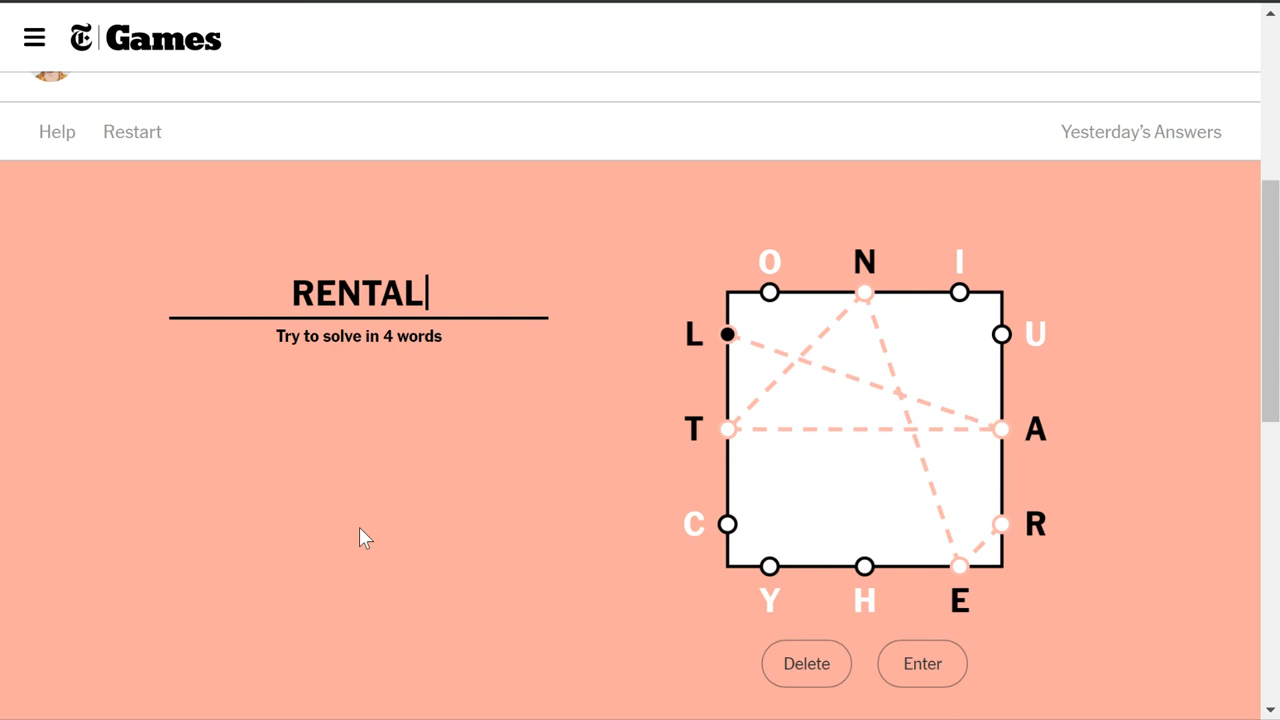 T Games
Help Restart Yesterday's Answers
RENTAL
Try to solve in 4 words
O N I
L U
T A
C R
Y H E
Delete Enter